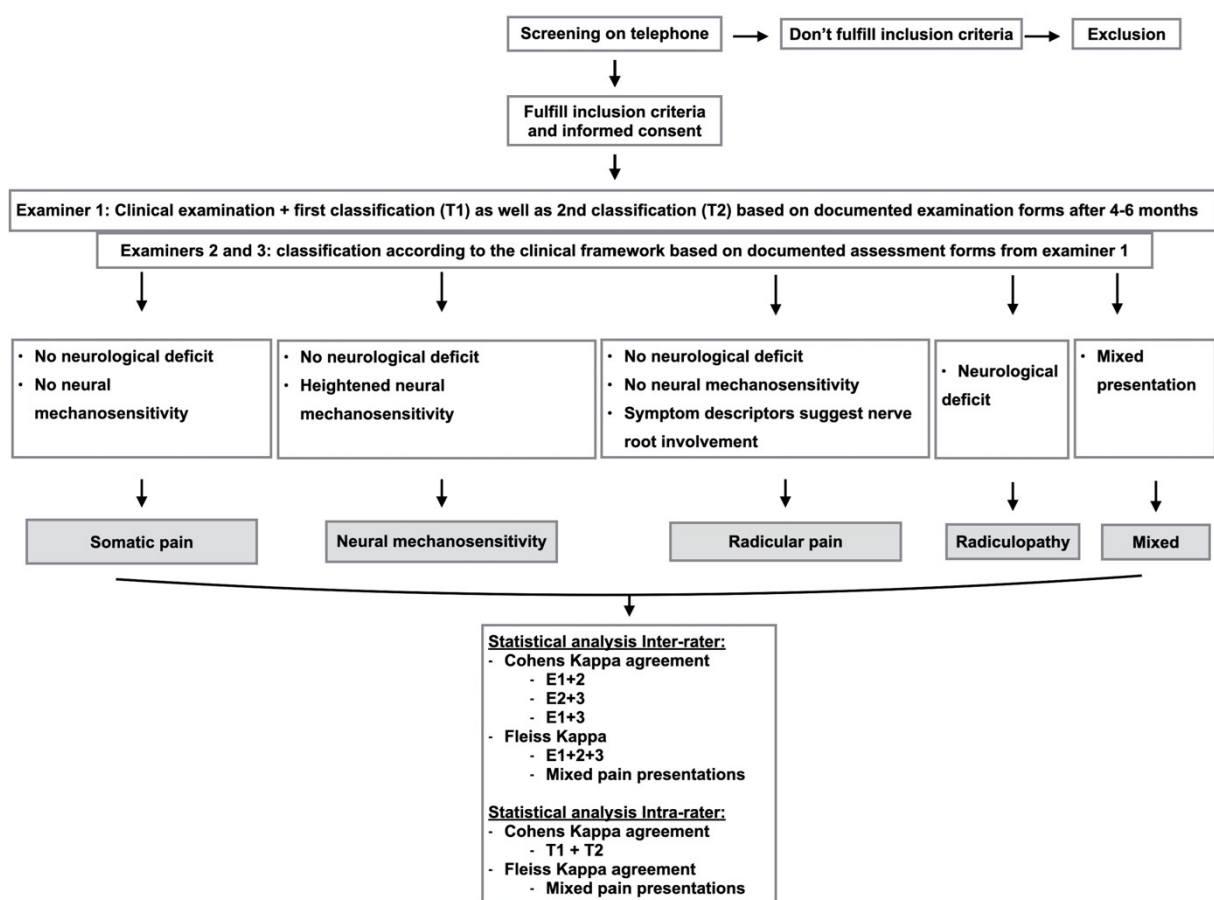 Screening on telephone
Don't fulfill inclusion criteria
Exclusion
Fulfill inclusion criteria
and informed consent
Examiner 1: Clinical examination + first classification (T1) as well as 2nd classification (T2) based on documented examination forms after 4-6 months
Examiners 2 and 3: classification according to the clinical framework based on documented assessment forms from examiner 1
· No neurological deficit
· No neural
mechanosensitivity
· No neurological deficit
· Heightened neural
mechanosensitivity
· No neurological deficit
· No neural mechanosensitivity
· Symptom descriptors suggest nerve
root involvement
· Neurological
deficit
· Mixed
presentation
Somatic pain
Neural mechanosensitivity
Radicular pain
Radiculopathy
Mixed
Statistical analysis Inter-rater:
- Cohens Kappa agreement
- E1+2
- E2+3
- E1+3
- Fleiss Kappa
- E1+2+3
- Mixed pain presentations
Statistical analysis Intra-rater:
- Cohens Kappa agreement
- T1 + T2
- Fleiss Kappa agreement
- Mixed pain presentations